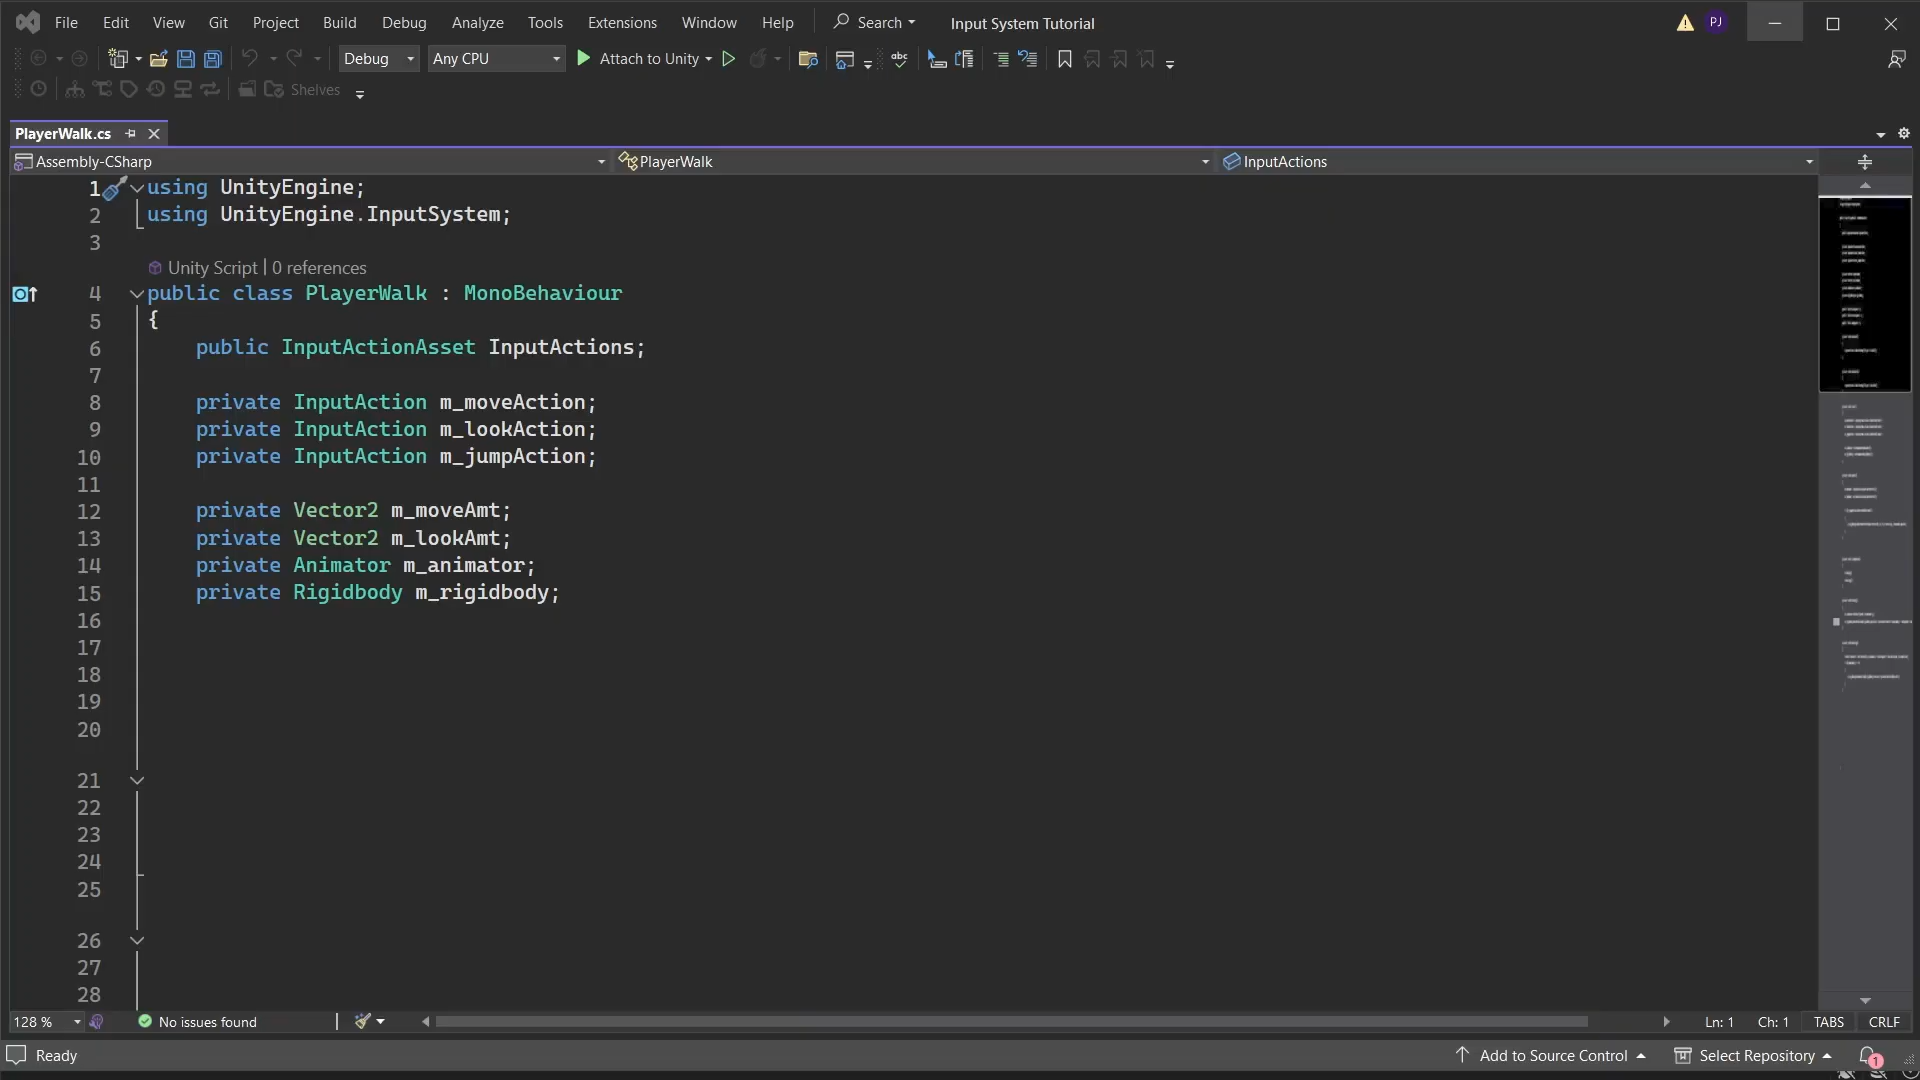 File Edit View Git Project Build Debug Analyze Tools Extensions Window Help Search Input System Tutorial PJ
Debug Any CPU Attach to Unity abc
Shelves
PlayerWalk.cs
Assembly-CSharp PlayerWalk InputActions
1 using UnityEngine;
2 using UnityEngine.InputSystem;
3
Unity Script | 0 references
4 public class PlayerWalk : MonoBehaviour
5 {
6 public InputActionAsset InputActions;
7
8 private InputAction m_moveAction;
9 private InputAction m_lookAction;
10 private InputAction m_jumpAction;
11
12 private Vector2 m_moveAmt;
13 private Vector2 m_lookAmt;
14 private Animator m_animator;
15 private Rigidbody m_rigidbody;
16
17
18
19
20
21
22
23
24
25
26
27
28
128 % No issues found Ln: 1 Ch: 1 TABS CRLF
Ready Add to Source Control Select Repository 1